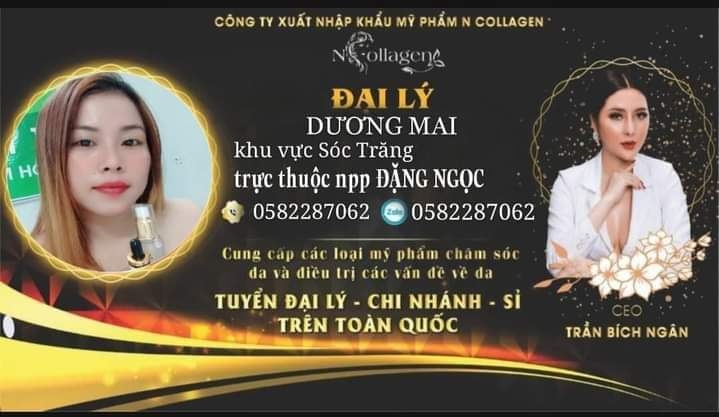 CÔNG TY XUẤT NHẬP KHẨU MỸ PHẨM N COLLAGEN
N Collagen
ĐẠI LÝ
DƯƠNG MAI
khu vực Sóc Trăng
trực thuộc npp ĐẶNG NGỌC
0582287062 Zalo 0582287062
Cung cấp các loại mỹ phẩm chăm sóc
da và điều trị các vấn đề về da
TUYỂN ĐẠI LÝ - CHI NHÁNH - SỈ
TRÊN TOÀN QUỐC
CEO
TRẦN BÍCH NGÂN